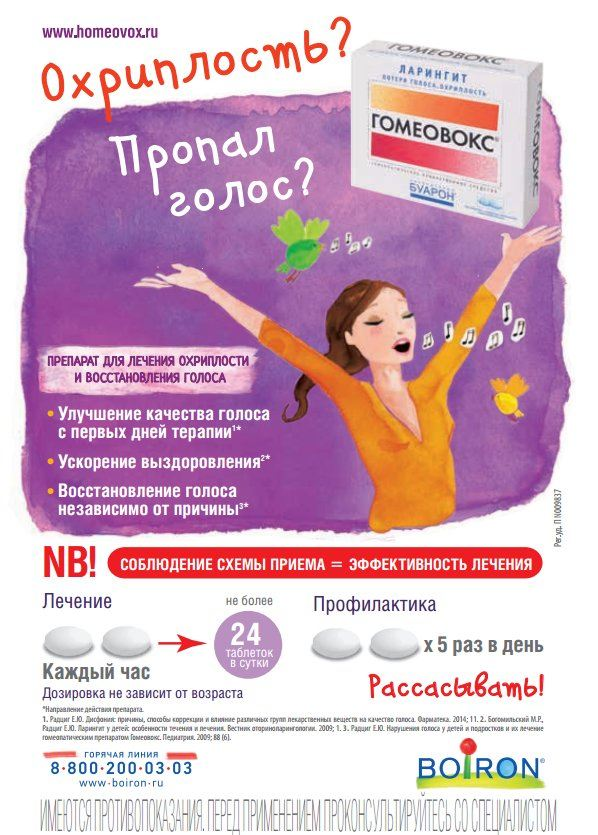 www.homeovox.ru
Охриплость?
Пропал
голос?
ГОМЕОВОКС®
ЛАРИНГИТ
ПОТЕРЯ ГОЛОСА, ОХРИПЛОСТЬ
ГОМЕОВОКС®
ГОМЕОПАТИЧЕСКОЕ ЛЕКАРСТВЕННОЕ СРЕДСТВО
БУАРОН
ГОМЕОВОКС
ПРЕПАРАТ ДЛЯ ЛЕЧЕНИЯ ОХРИПЛОСТИ
И ВОССТАНОВЛЕНИЯ ГОЛОСА
• Улучшение качества голоса
с первых дней терапии¹*
• Ускорение выздоровления²*
• Восстановление голоса
независимо от причины³*
Рег.уд. П N009837
NB! СОБЛЮДЕНИЕ СХЕМЫ ПРИЕМА = ЭФФЕКТИВНОСТЬ ЛЕЧЕНИЯ
Лечение
не более
24
таблеток
в сутки
Каждый час
Дозировка не зависит от возраста
Профилактика
х 5 раз в день
Рассасывать!
*Направление действия препарата.
1. Радциг Е.Ю. Дисфония: причины, способы коррекции и влияние различных групп лекарственных веществ на качество голоса. Фарматека. 2014; 11. 2. Богомильский М.Р.,
Радциг Е.Ю. Ларингит у детей: особенности течения и лечения. Вестник оториноларингологии. 2009; 1. 3. Радциг Е.Ю. Нарушения голоса у детей и подростков и их лечение
гомеопатическим препаратом Гомеовокс. Педиатрия. 2009; 88 (6).
ГОРЯЧАЯ ЛИНИЯ
8·800·200·03·03
www·boiron·ru
BOIRON®
ИМЕЮТСЯ ПРОТИВОПОКАЗАНИЯ. ПЕРЕД ПРИМЕНЕНИЕМ ПРОКОНСУЛЬТИРУЙТЕСЬ СО СПЕЦИАЛИСТОМ